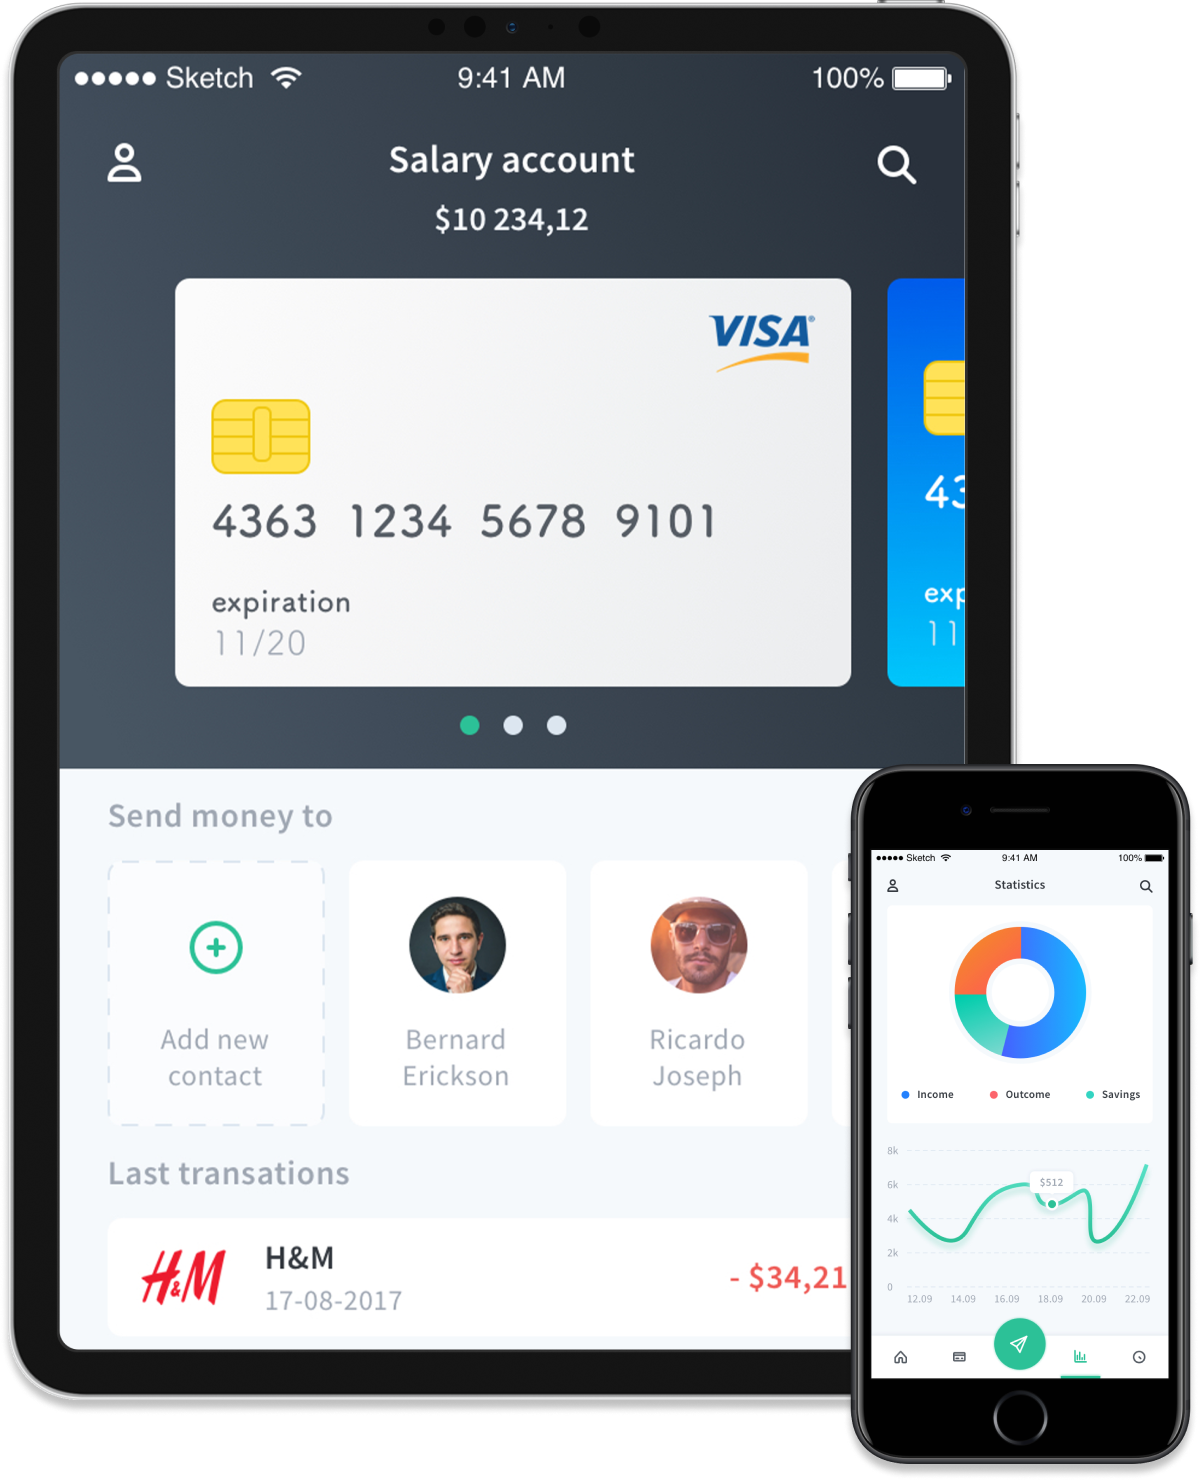 Sketch 9:41 AM 100%
Salary account
$10 234,12
VISA
4363 1234 5678 9101
43
expiration
exp
11/20
11
Send money to
Add new
contact
Bernard
Erickson
Ricardo
Joseph
Last transations
H&M
H&M
17-08-2017
- $34,21
Sketch 9:41 AM 100%
Statistics
Income Outcome Savings
8k
6k
$512
4k
2k
0
12.09 14.09 16.09 18.09 20.09 22.09